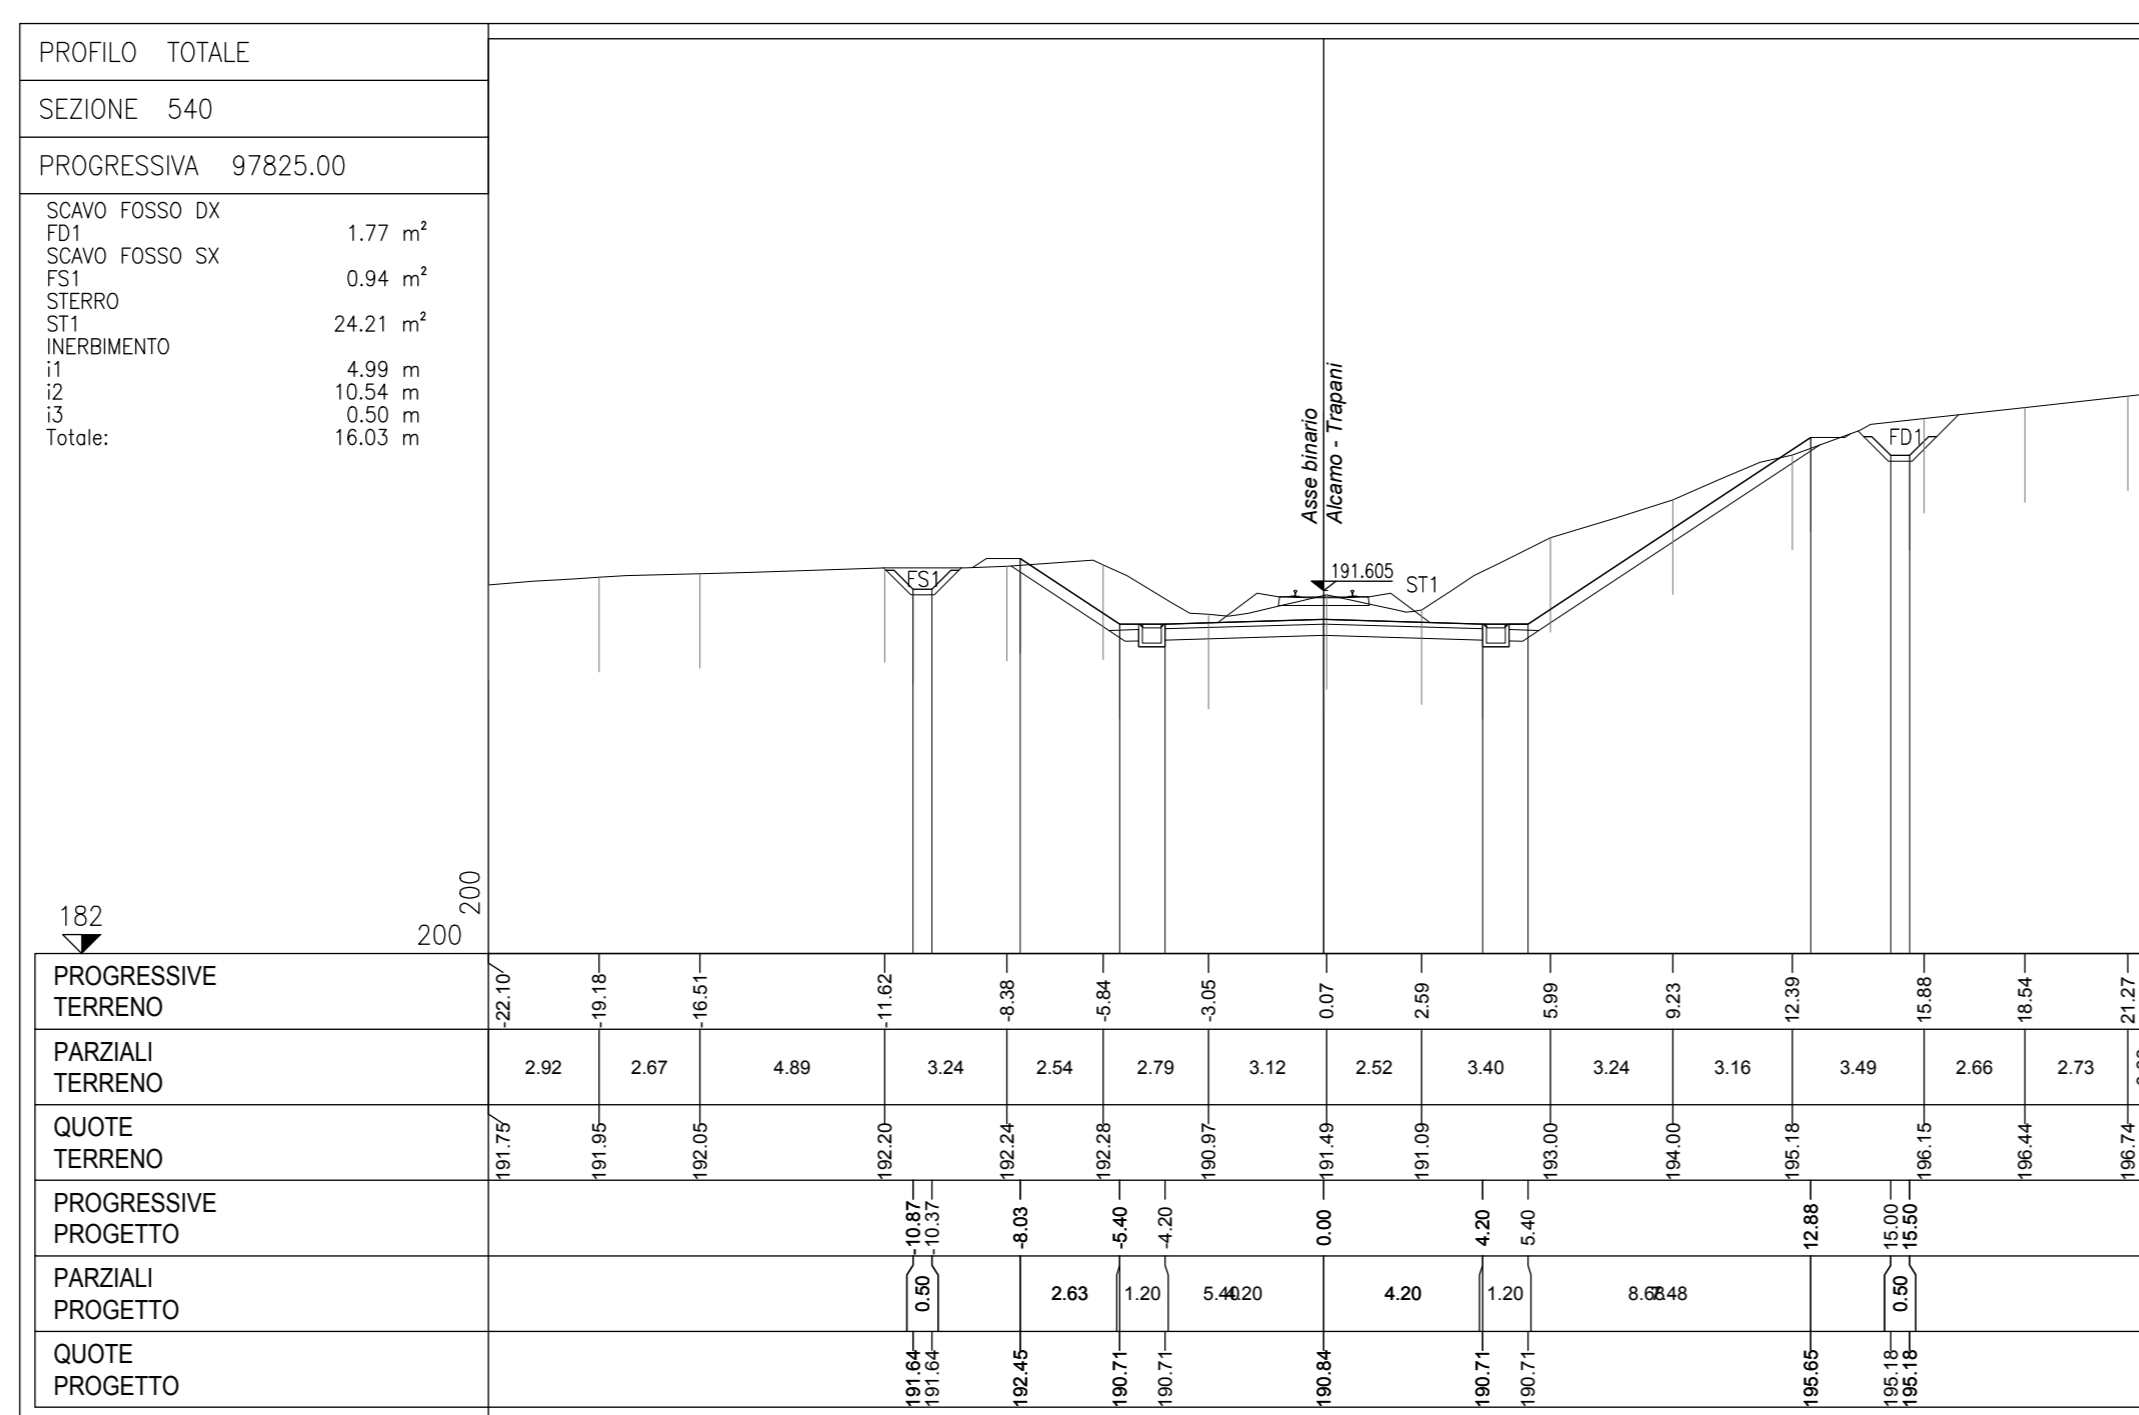 PROFILO TOTALE
SEZIONE 540
PROGRESSIVA 97825.00
SCAVO FOSSO DX
FD1 1.77 m²
SCAVO FOSSO SX
FS1 0.94 m²
STERRO
ST1 24.21 m²
INERBIMENTO
i1 4.99 m
i2 10.54 m
i3 0.50 m
Totale: 16.03 m
Asse binario
Alcamo - Trapani
FD1
FS1
191.605
ST1
200
182
200
PROGRESSIVE
TERRENO
-22.10 -19.18 -16.51 -11.62 -8.38 -5.84 -3.05 0.07 2.59 5.99 9.23 12.39 15.88 18.54 21.27
PARZIALI
TERRENO
2.92 2.67 4.89 3.24 2.54 2.79 3.12 2.52 3.40 3.24 3.16 3.49 2.66 2.73
QUOTE
TERRENO
191.75 191.95 192.05 192.20 192.24 192.28 190.97 191.49 191.09 193.00 194.00 195.18 196.15 196.44 196.74
PROGRESSIVE
PROGETTO
-10.87 -10.37 -8.03 -5.40 -4.20 0.00 4.20 5.40 12.88 15.00 15.50
PARZIALI
PROGETTO
0.50 2.63 1.20 5.40 4.20 4.20 1.20 8.68 7.48 0.50
QUOTE
PROGETTO
191.64 191.64 192.45 190.71 190.71 190.84 190.71 190.71 195.65 195.18 195.18